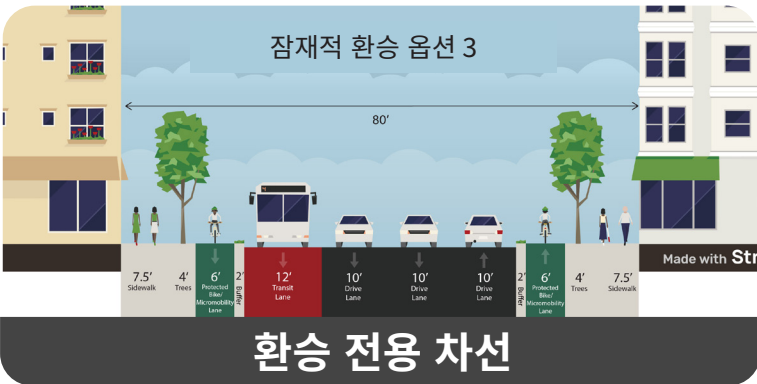 잠재적 환승 옵션 3
80'
7.5'
Sidewalk
4'
Trees
6'
Protected
Bike/
Micromobility
Lane
2'
Buffer
12'
Transit
Lane
10'
Drive
Lane
10'
Drive
Lane
10'
Drive
Lane
2'
Buffer
6'
Protected
Bike/
Micromobility
Lane
4'
Trees
7.5'
Sidewalk
Made with Str
환승 전용 차선